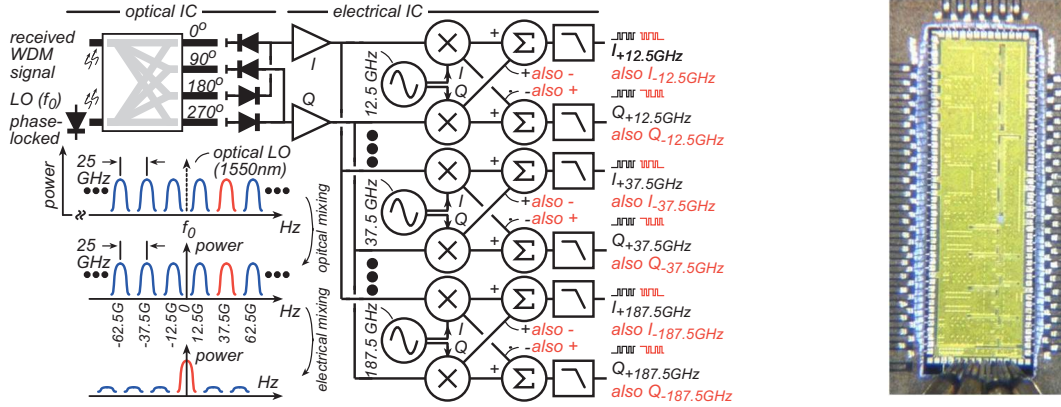 optical IC
electrical IC
received
WDM
signal
LO (f0)
phase-
locked
0°
90°
180°
270°
I
Q
12.5 GHz
I
Q
+
+ also -
- also +
I+12.5GHz
also I-12.5GHz
Q+12.5GHz
also Q-12.5GHz
37.5 GHz
I
Q
+
+ also -
- also +
I+37.5GHz
also I-37.5GHz
Q+37.5GHz
also Q-37.5GHz
187.5 GHz
I
Q
+
+ also -
- also +
I+187.5GHz
also I-187.5GHz
Q+187.5GHz
also Q-187.5GHz
power
25
GHz
optical LO
(1550nm)
f0
Hz
opitcal mixing
25
GHz
power
Hz
-62.5G
-37.5G
-12.5G
0
12.5G
37.5G
62.5G
electrical mixing
power
Hz